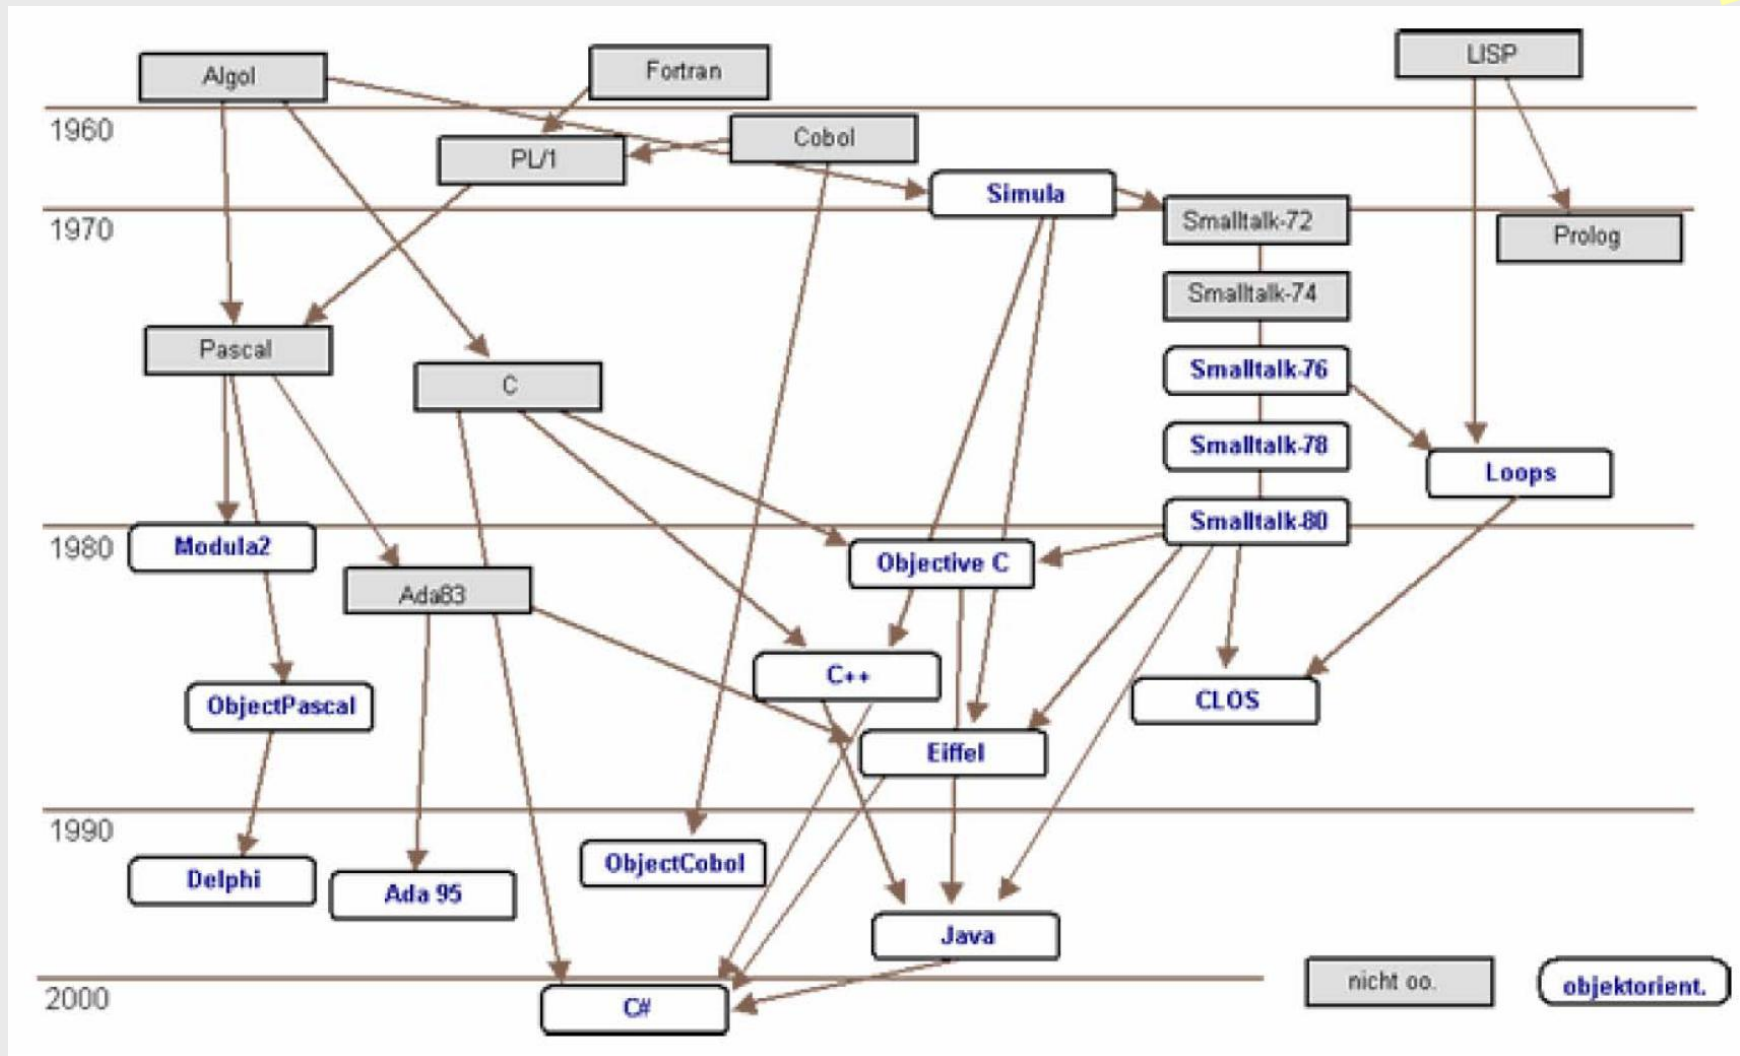 Algol
Fortran
LISP
1960
Cobol
PL/1
Simula
1970
Smalltalk-72
Prolog
Smalltalk-74
Pascal
Smalltalk-76
C
Smalltalk-78
Loops
Smalltalk-80
1980
Modula2
Objective C
Ada83
C++
CLOS
ObjectPascal
Eiffel
1990
ObjectCobol
Delphi
Ada 95
Java
nicht oo.
objektorient.
2000
C#